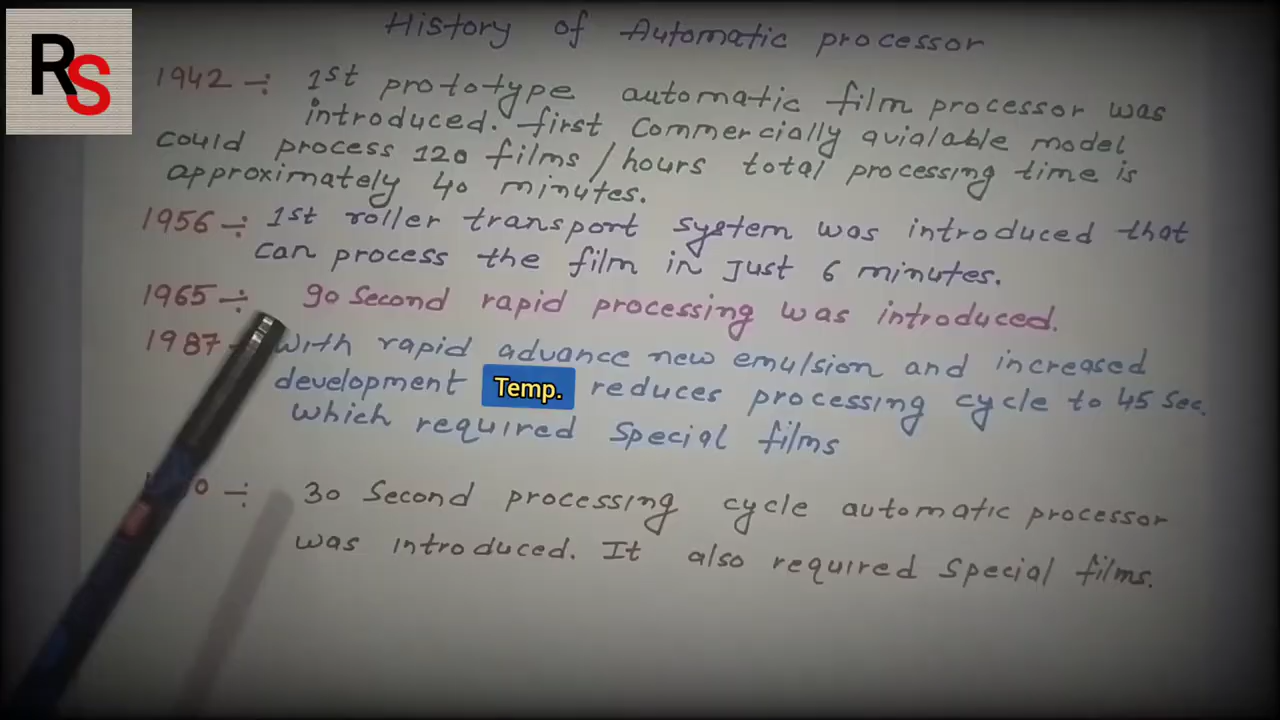 RS
History of Automatic processor
1942 ÷ 1st prototype automatic film processor was
introduced. first Commercially avialable model
could process 120 films / hours total processing time is
approximately 40 minutes.
1956 ÷ 1st roller transport system was introduced that
can process the film in Just 6 minutes.
1965 ÷ 90 Second rapid processing was introduced.
1987 With rapid advance new emulsion and increased
development Temp. reduces processing cycle to 45 Sec.
which required Special films
÷ 30 Second processing cycle automatic processor
was introduced. It also required Special films.